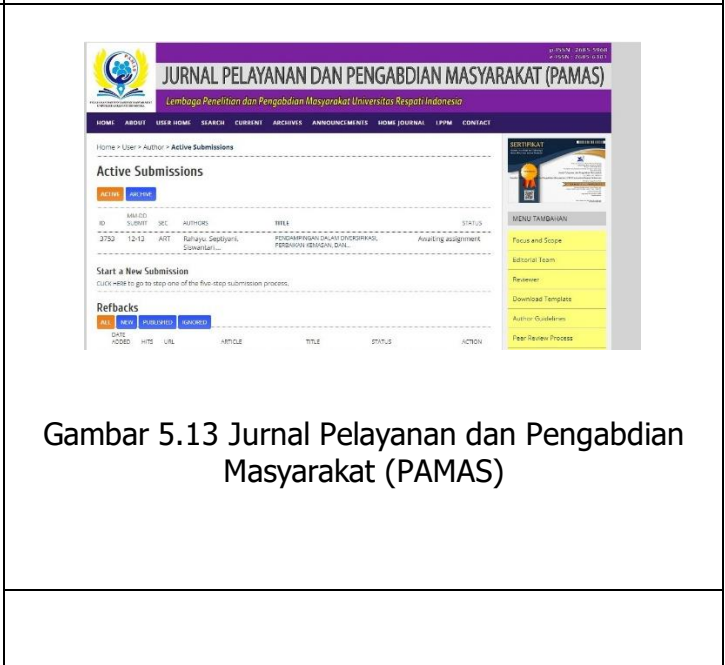 p-ISSN : 2685-5968
JURNAL PELAYANAN DAN PENGABDIAN MASYARAKAT (PAMAS)
Lembaga Penelitian dan Pengabdian Masyarakat Universitas Respati Indonesia
HOME ABOUT USER HOME SEARCH CURRENT ARCHIVES ANNOUNCEMENTS HOME JOURNAL LPPM CONTACT
Home > User > Author > Active Submissions
Active Submissions
ACTIVE ARCHIVE
ID MM-DD SUBMIT SEC AUTHORS TITLE STATUS
3753 12-13 ART Rahayu, Septiyani, PENDAMPINGAN DALAM DIVERSIFIKASI, Awaiting assignment
Siswantari... PERBAIKAN KEMASAN, DAN...
Start a New Submission
CLICK HERE to go to step one of the five-step submission process.
Refbacks
ALL NEW PUBLISHED IGNORED
DATE ADDED HITS URL ARTICLE TITLE STATUS ACTION
SERTIFIKAT
MENU TAMBAHAN
Focus and Scope
Editorial Team
Reviewer
Download Template
Author Guidelines
Peer Review Process
Gambar 5.13 Jurnal Pelayanan dan Pengabdian
Masyarakat (PAMAS)